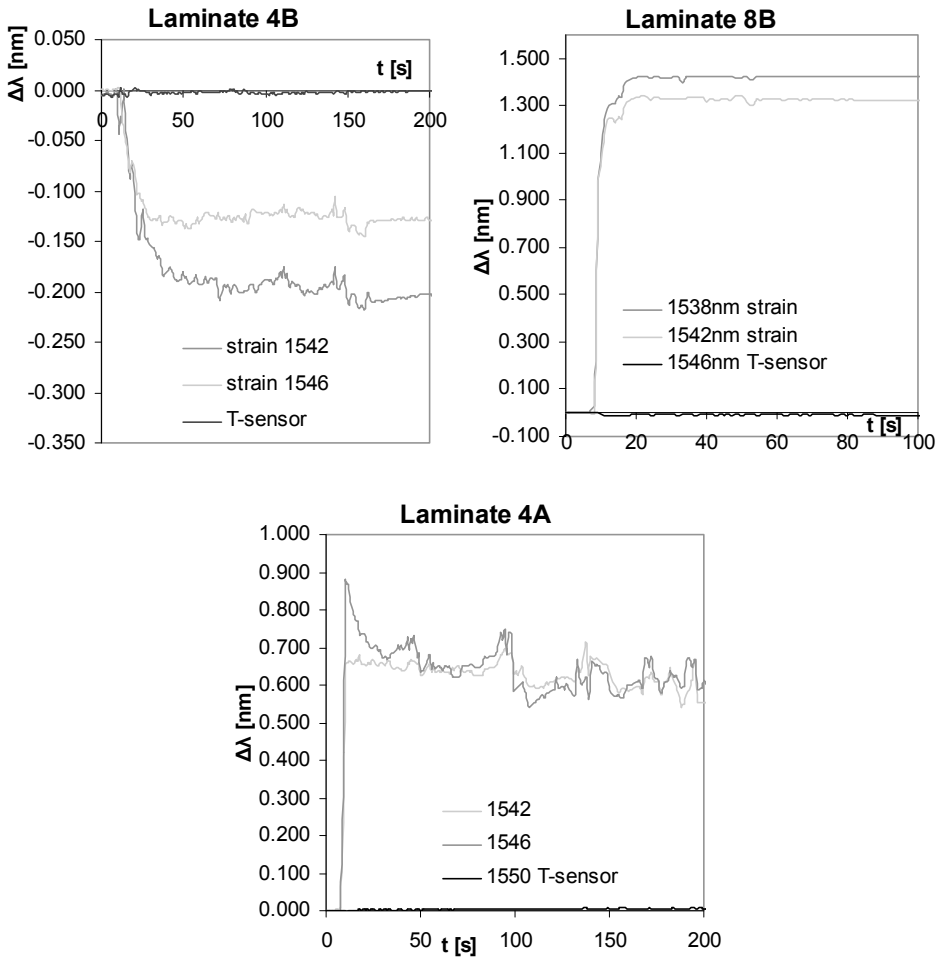 Laminate 4B
Δλ [nm]
t [s]
0.050
0.000
-0.050
-0.100
-0.150
-0.200
-0.250
-0.300
-0.350
0
50
100
150
200
strain 1542
strain 1546
T-sensor
Laminate 8B
Δλ [nm]
1.500
1.300
1.100
0.900
0.700
0.500
0.300
0.100
-0.100
1538nm strain
1542nm strain
1546nm T-sensor
t [s]
0
20
40
60
80
100
Laminate 4A
Δλ [nm]
1.000
0.900
0.800
0.700
0.600
0.500
0.400
0.300
0.200
0.100
0.000
1542
1546
1550 T-sensor
0
50
100
150
200
t [s]